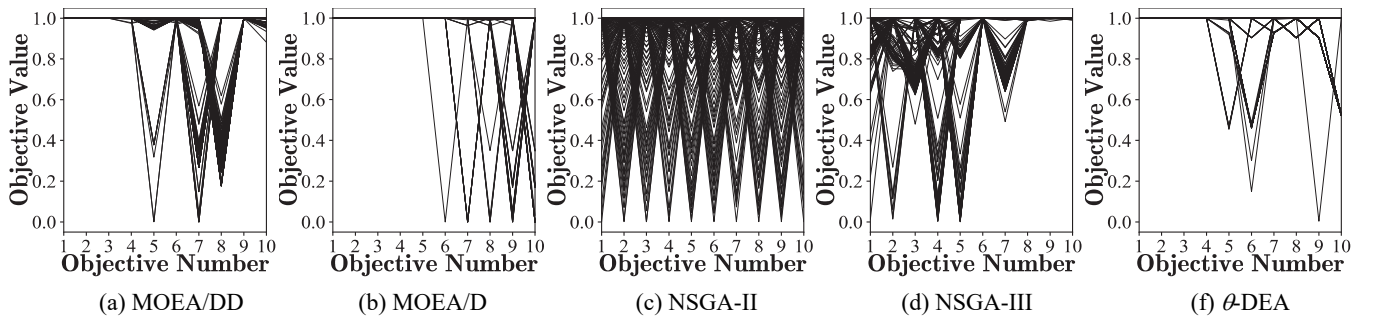 Objective Value
1.0
0.8
0.6
0.4
0.2
0.0
1 2 3 4 5 6 7 8 9 10
Objective Number
(a) MOEA/DD
Objective Value
1.0
0.8
0.6
0.4
0.2
0.0
1 2 3 4 5 6 7 8 9 10
Objective Number
(b) MOEA/D
Objective Value
1.0
0.8
0.6
0.4
0.2
0.0
1 2 3 4 5 6 7 8 9 10
Objective Number
(c) NSGA-II
Objective Value
1.0
0.8
0.6
0.4
0.2
0.0
1 2 3 4 5 6 7 8 9 10
Objective Number
(d) NSGA-III
Objective Value
1.0
0.8
0.6
0.4
0.2
0.0
1 2 3 4 5 6 7 8 9 10
Objective Number
(f) θ-DEA